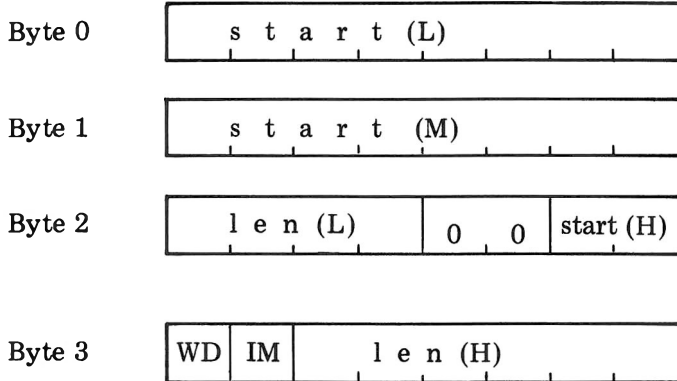 Byte 0 start (L)
Byte 1 start (M)
Byte 2 len (L) 0 0 start (H)
Byte 3 WD IM len (H)